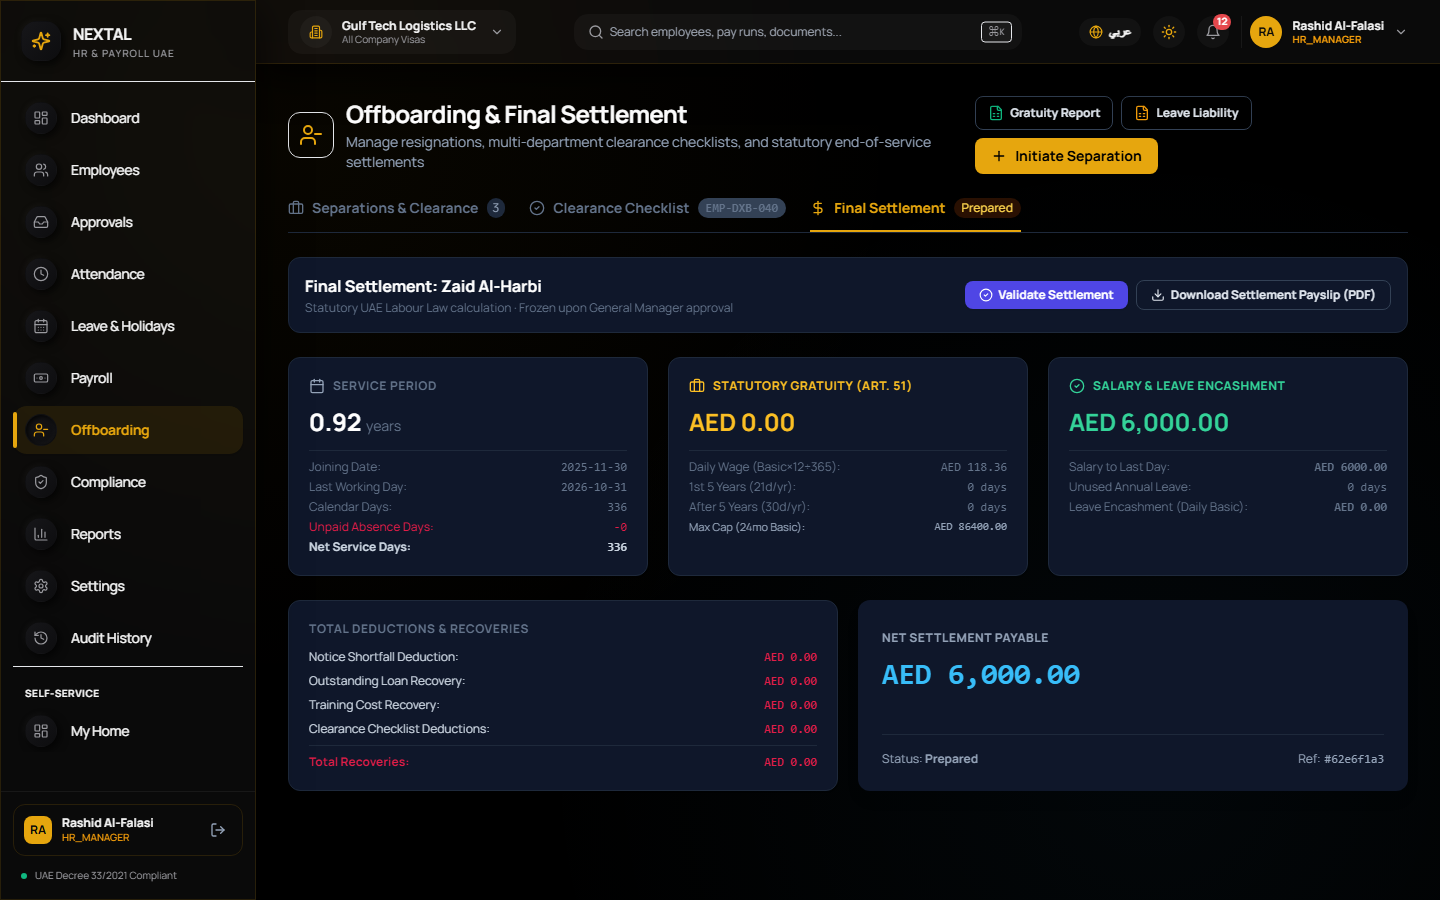 NEXTAL
HR & PAYROLL UAE
Gulf Tech Logistics LLC
All Company Visas
Search employees, pay runs, documents...
⌘K
عربي
12
RA
Rashid Al-Falasi
HR_MANAGER
Dashboard
Employees
Approvals
Attendance
Leave & Holidays
Payroll
Offboarding
Compliance
Reports
Settings
Audit History
SELF-SERVICE
My Home
RA
Rashid Al-Falasi
HR_MANAGER
UAE Decree 33/2021 Compliant
Offboarding & Final Settlement
Manage resignations, multi-department clearance checklists, and statutory end-of-service
settlements
Gratuity Report
Leave Liability
Initiate Separation
Separations & Clearance 3
Clearance Checklist EMP-DXB-040
Final Settlement Prepared
Final Settlement: Zaid Al-Harbi
Statutory UAE Labour Law calculation · Frozen upon General Manager approval
Validate Settlement
Download Settlement Payslip (PDF)
SERVICE PERIOD
0.92 years
Joining Date: 2025-11-30
Last Working Day: 2026-10-31
Calendar Days: 336
Unpaid Absence Days: -0
Net Service Days: 336
STATUTORY GRATUITY (ART. 51)
AED 0.00
Daily Wage (Basic×12÷365): AED 118.36
1st 5 Years (21d/yr): 0 days
After 5 Years (30d/yr): 0 days
Max Cap (24mo Basic): AED 86400.00
SALARY & LEAVE ENCASHMENT
AED 6,000.00
Salary to Last Day: AED 6000.00
Unused Annual Leave: 0 days
Leave Encashment (Daily Basic): AED 0.00
TOTAL DEDUCTIONS & RECOVERIES
Notice Shortfall Deduction: AED 0.00
Outstanding Loan Recovery: AED 0.00
Training Cost Recovery: AED 0.00
Clearance Checklist Deductions: AED 0.00
Total Recoveries: AED 0.00
NET SETTLEMENT PAYABLE
AED 6,000.00
Status: Prepared
Ref: #62e6f1a3